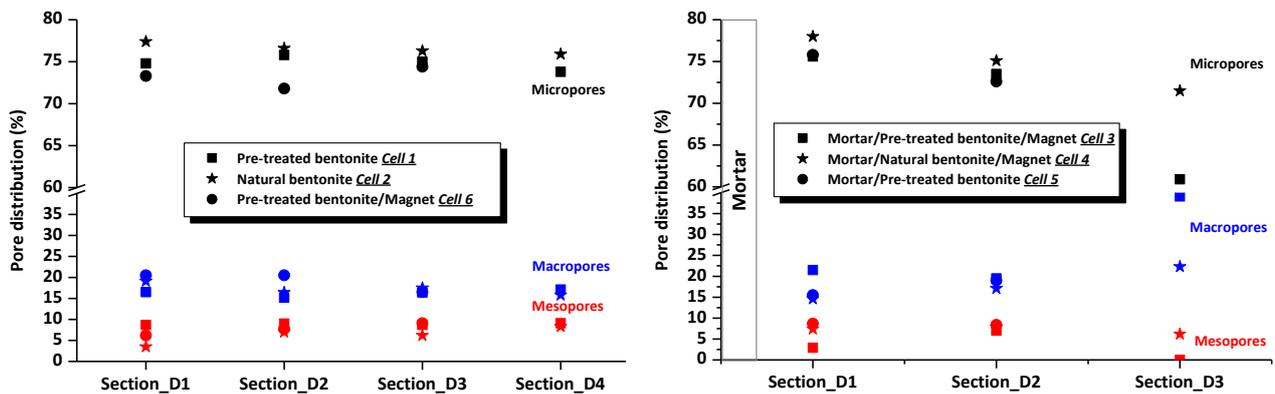 Pore distribution (%)
80
75
70
65
60
35
30
25
20
15
10
5
0
Pre-treated bentonite Cell 1
Natural bentonite Cell 2
Pre-treated bentonite/Magnet Cell 6
Micropores
Macropores
Mesopores
Section_D1 Section_D2 Section_D3 Section_D4
Pore distribution (%)
80
75
70
65
60
35
30
25
20
15
10
5
0
Mortar
Mortar/Pre-treated bentonite/Magnet Cell 3
Mortar/Natural bentonite/Magnet Cell 4
Mortar/Pre-treated bentonite Cell 5
Micropores
Macropores
Mesopores
Section_D1 Section_D2 Section_D3